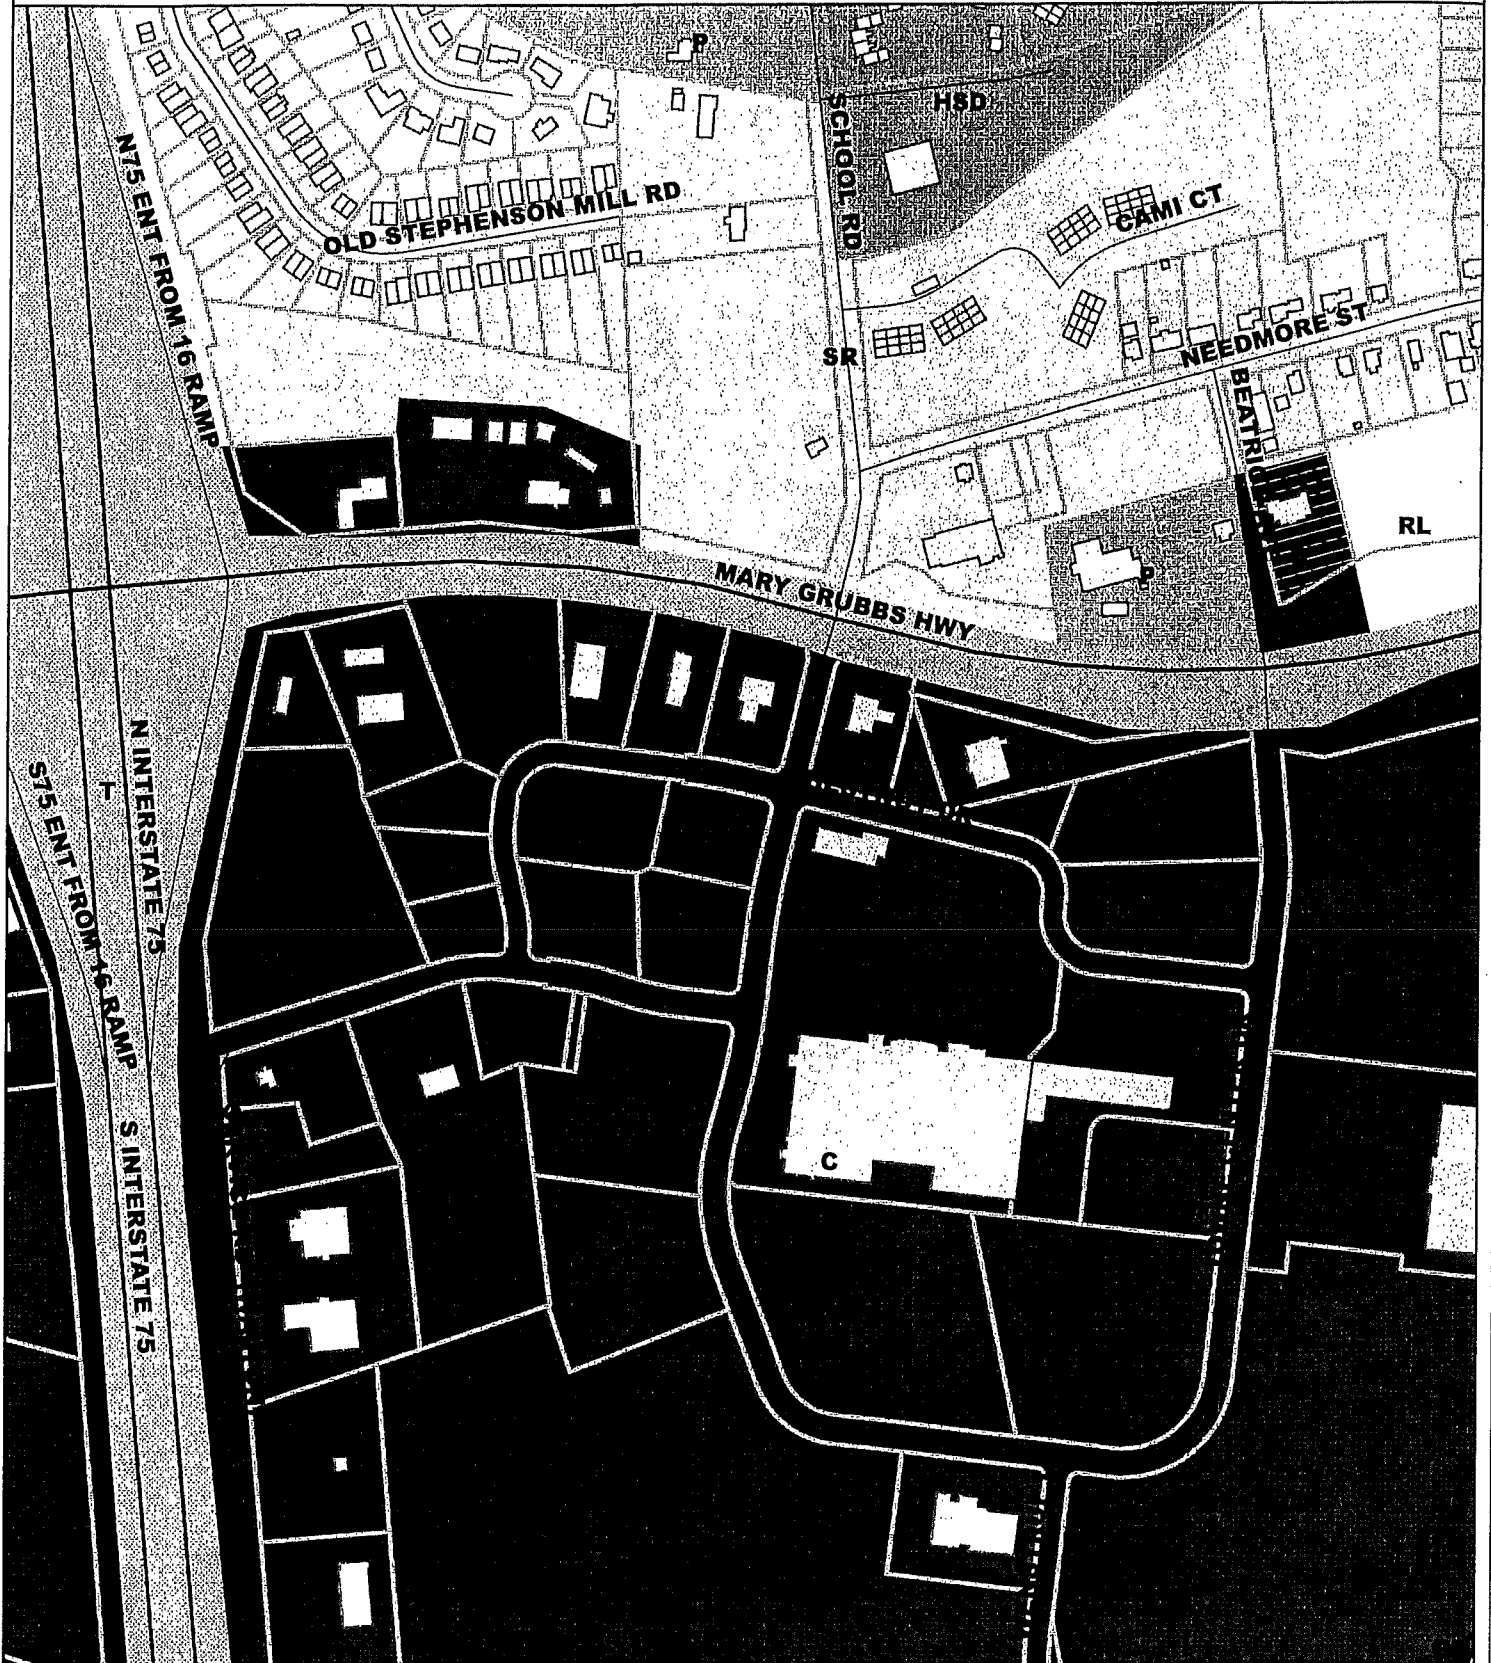 P
HSD
SCHOOL RD
N75 ENT FROM 16 RAMP
OLD STEPHENSON MILL RD
CAMI CT
SR
NEEDMORE ST
BEATRIC
RL
MARY GRUBBS HWY
P
N INTERSTATE 75
S75 ENT FROM 16 RAMP
T
DR
S INTERSTATE 75
C